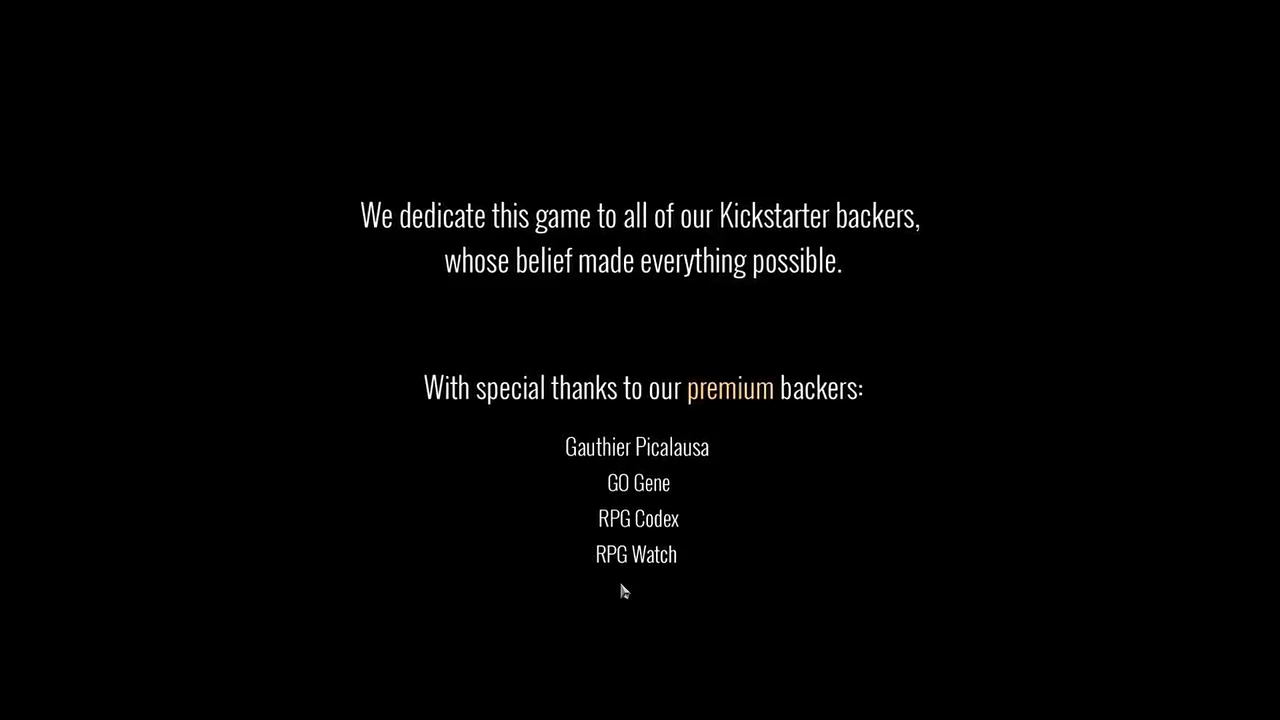 We dedicate this game to all of our Kickstarter backers,
whose belief made everything possible.
With special thanks to our premium backers:
Gauthier Picalausa
GO Gene
RPG Codex
RPG Watch